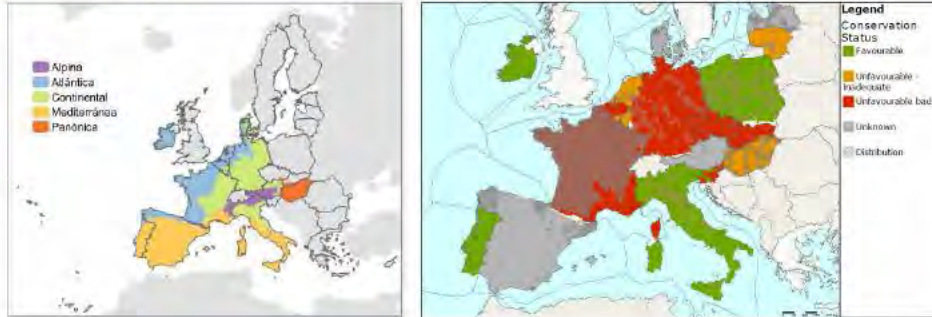 Alpina
Atlántica
Continental
Mediterránea
Panónica
Legend
Conservation
Status
Favourable
Unfavourable -
inadequate
Unfavourable bad
Unknown
Distribution